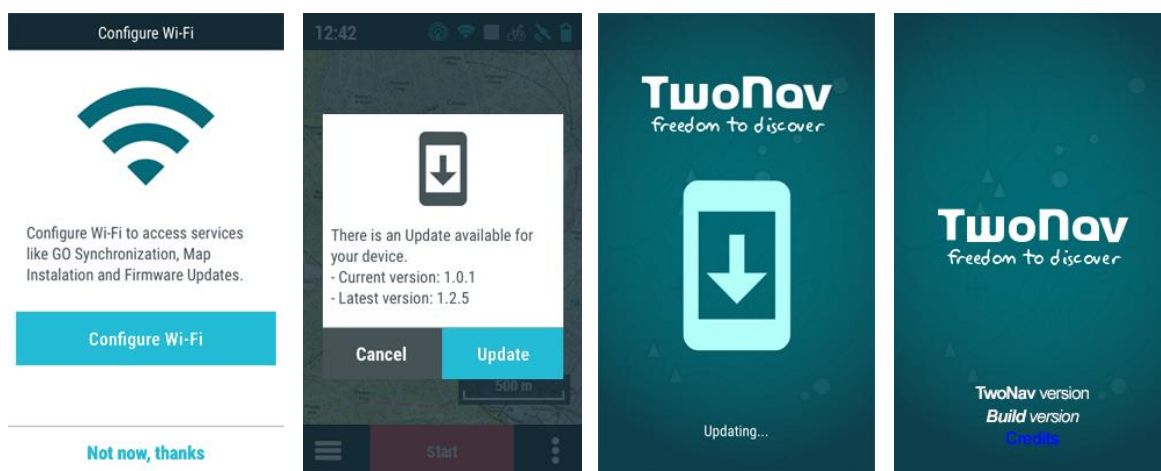 Configure Wi-Fi
Configure Wi-Fi to access services
like GO Synchronization, Map
Instalation and Firmware Updates.
Configure Wi-Fi
Not now, thanks
12:42
There is an Update available for
your device.
- Current version: 1.0.1
- Latest version: 1.2.5
Cancel
Update
500 m
Start
TwoNav
freedom to discover
Updating...
TwoNav
freedom to discover
TwoNav version
Build version
Credits